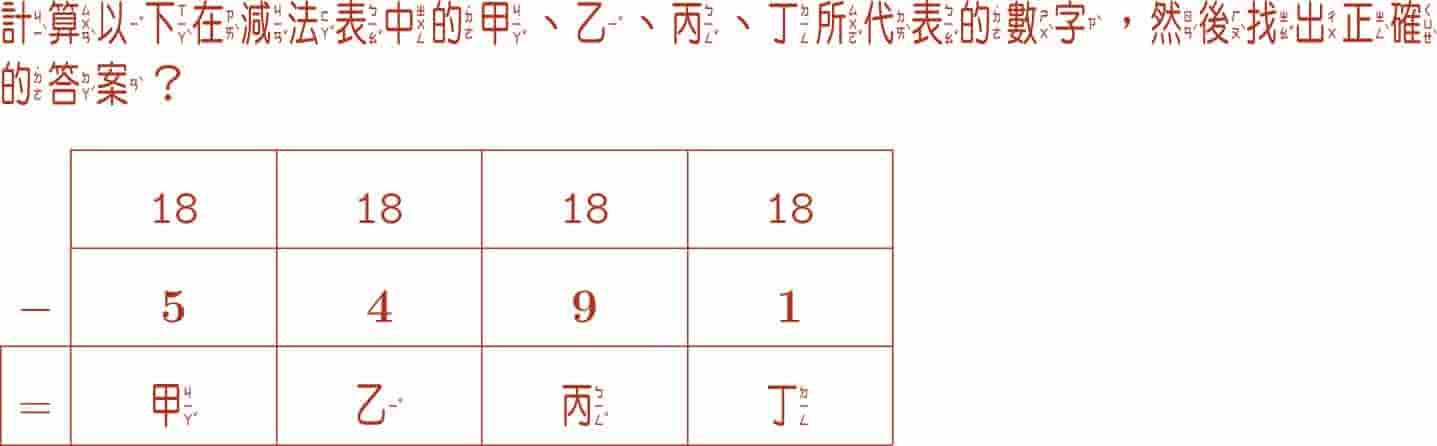 計算以下在減法表中的甲、乙、丙、丁所代表的數字，然後找出正確
的答案？
18 18 18 18
− 5 4 9 1
= 甲 乙 丙 丁